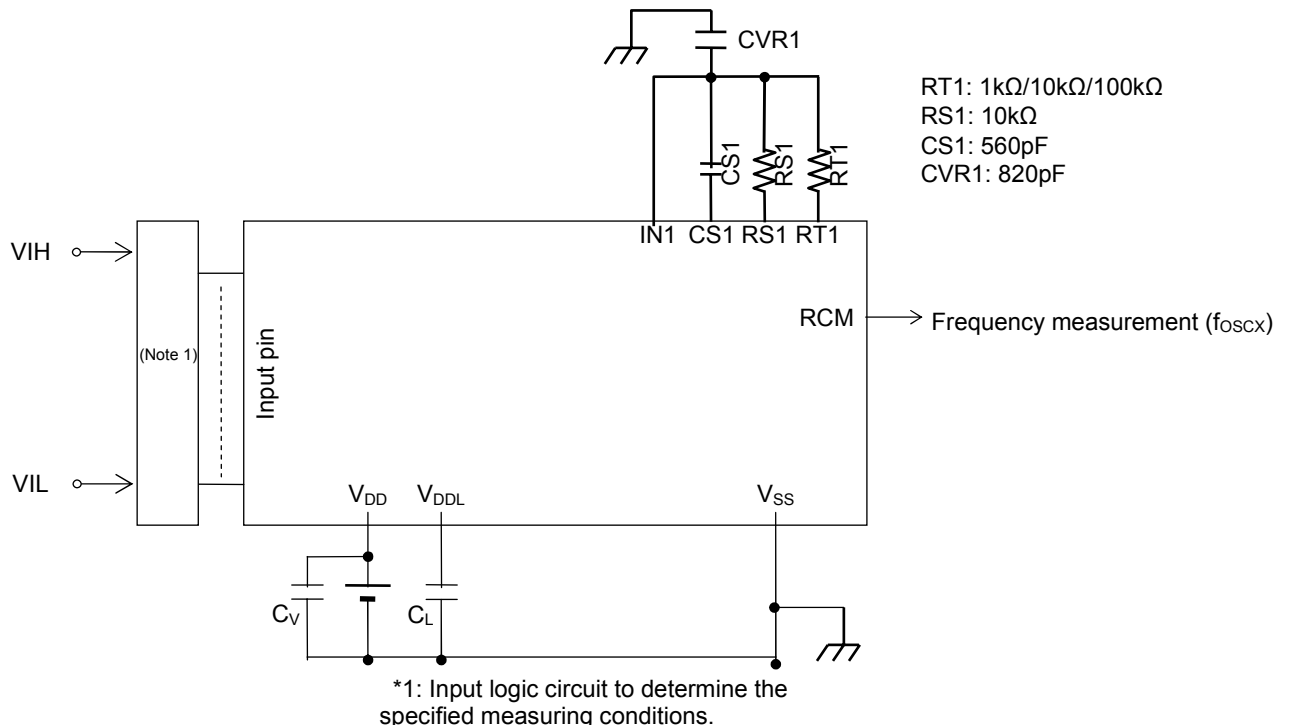 CVR1
RT1: 1kΩ/10kΩ/100kΩ
RS1: 10kΩ
CS1: 560pF
CVR1: 820pF
CS1
RS1
RT1
IN1 CS1 RS1 RT1
VIH
RCM
Frequency measurement (fOSCX)
(Note 1)
Input pin
VIL
VDD VDDL VSS
CV
CL
*1: Input logic circuit to determine the
specified measuring conditions.